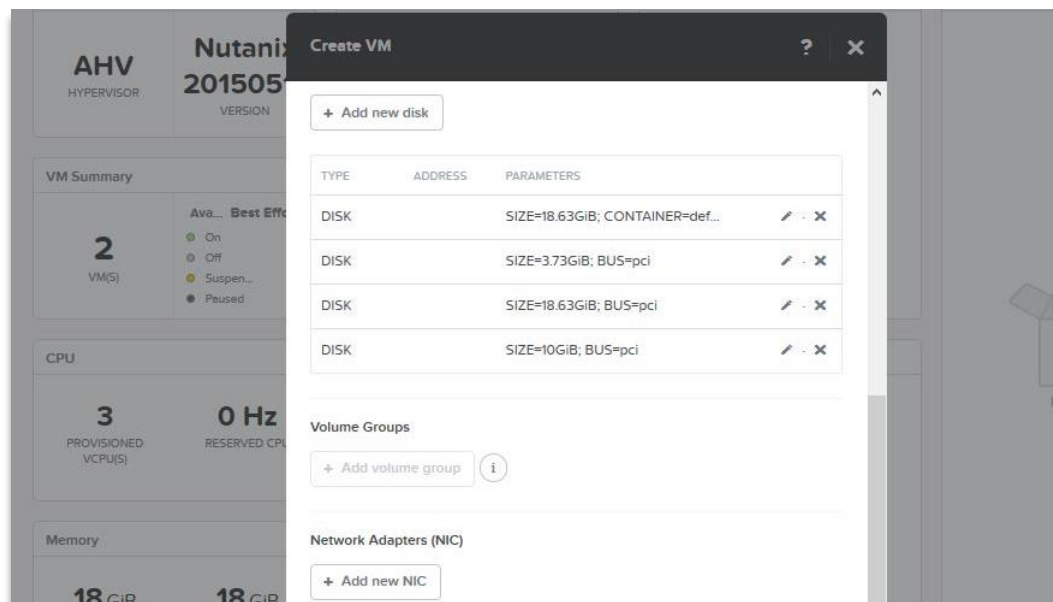 Create VM
?
AHV
HYPERVISOR
Nutanix
2015051
VERSION
+ Add new disk
TYPE ADDRESS PARAMETERS
DISK SIZE=18.63GiB; CONTAINER=def...
DISK SIZE=3.73GiB; BUS=pci
DISK SIZE=18.63GiB; BUS=pci
DISK SIZE=10GiB; BUS=pci
Volume Groups
+ Add volume group i
Network Adapters (NIC)
+ Add new NIC
VM Summary
2
VM(S)
Ava... Best Effo
On
Off
Suspen...
Paused
CPU
3
PROVISIONED
VCPU(S)
0 Hz
RESERVED CPU
Memory
18 GiB
18 GiB